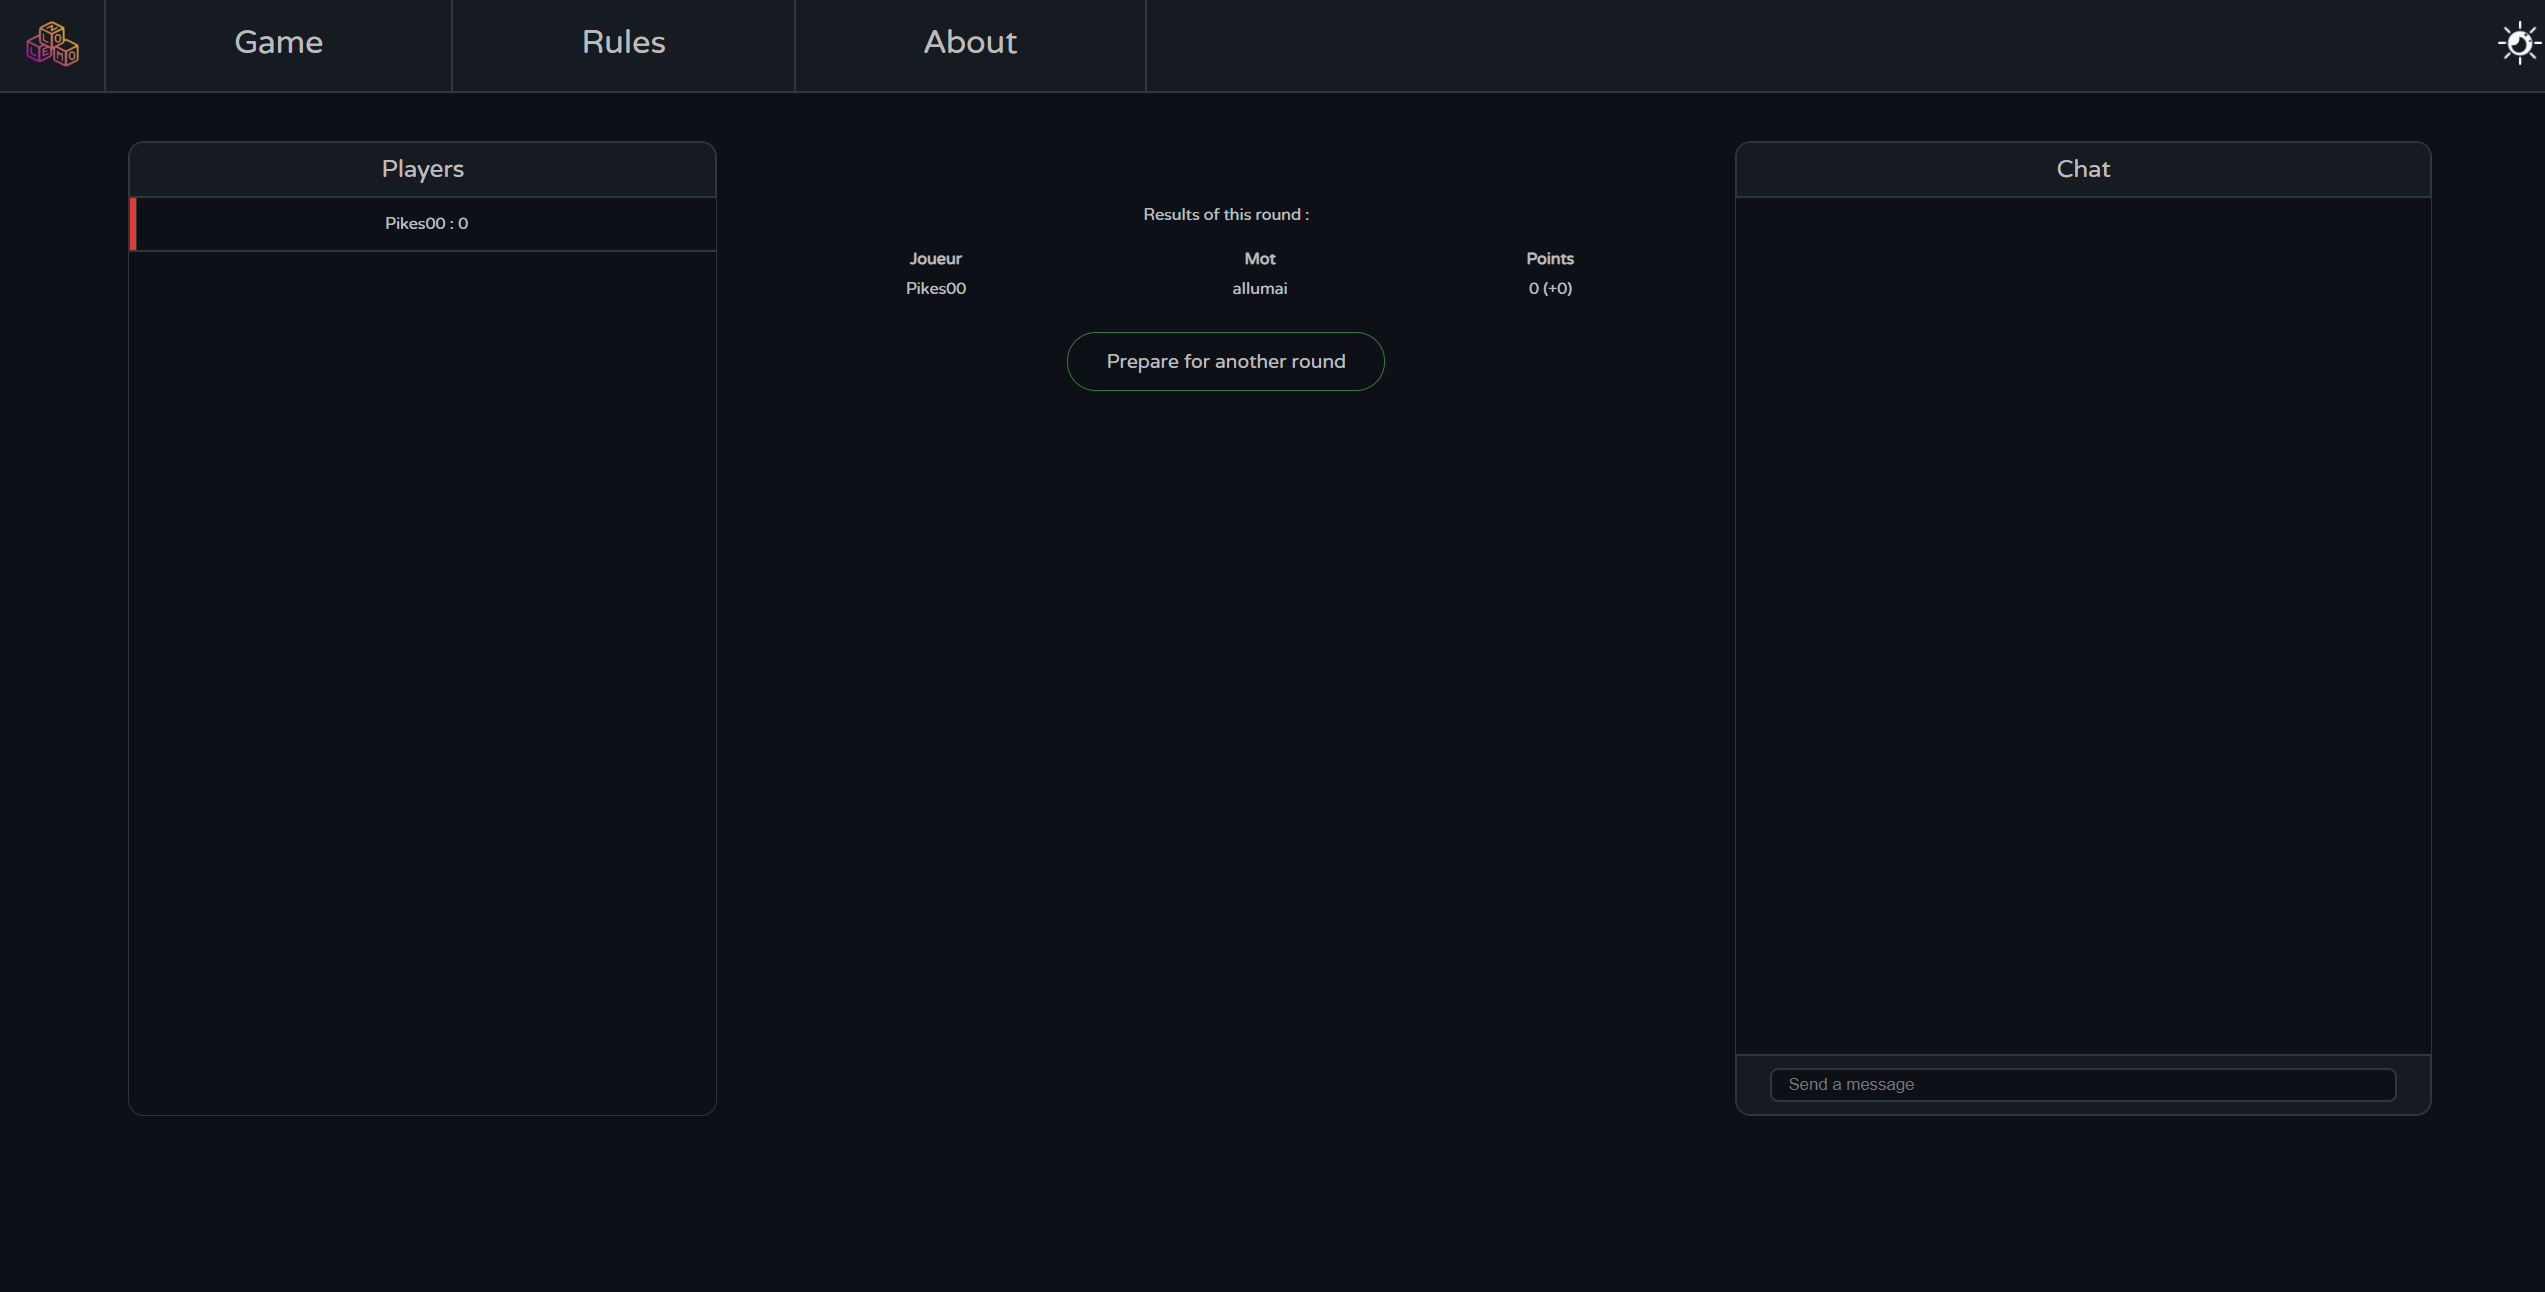 Game
Rules
About
Players
Pikes00 : 0
Results of this round :
Joueur Mot Points
Pikes00 allumai 0 (+0)
Prepare for another round
Chat
Send a message